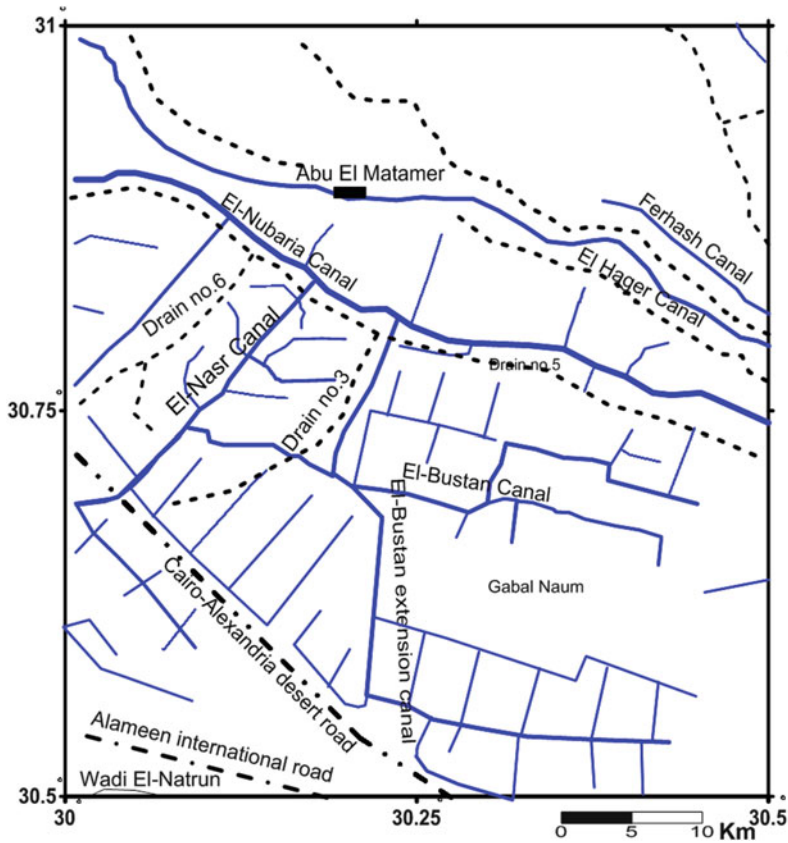 31
Abu El Matamer
Ferhash Canal
El-Nubaria Canal
El Hager Canal
Drain no.6
El-Nasr Canal
Drain no.5
Drain no.3
30.75
El-Bustan Canal
El-Bustan extension canal
Gabal Naum
Cairo-Alexandria desert road
Alameen international road
Wadi El-Natrun
30.5
30
30.25
30.5
0 5 10 Km